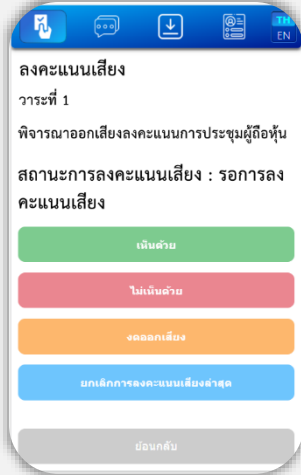 TH
EN
ลงคะแนนเสียง
วาระที่ 1
พิจารณาออกเสียงลงคะแนนการประชุมผู้ถือหุ้น
สถานะการลงคะแนนเสียง : รอการลง
คะแนนเสียง
เห็นด้วย
ไม่เห็นด้วย
งดออกเสียง
ยกเลิกการลงคะแนนเสียงล่าสุด
ย้อนกลับ